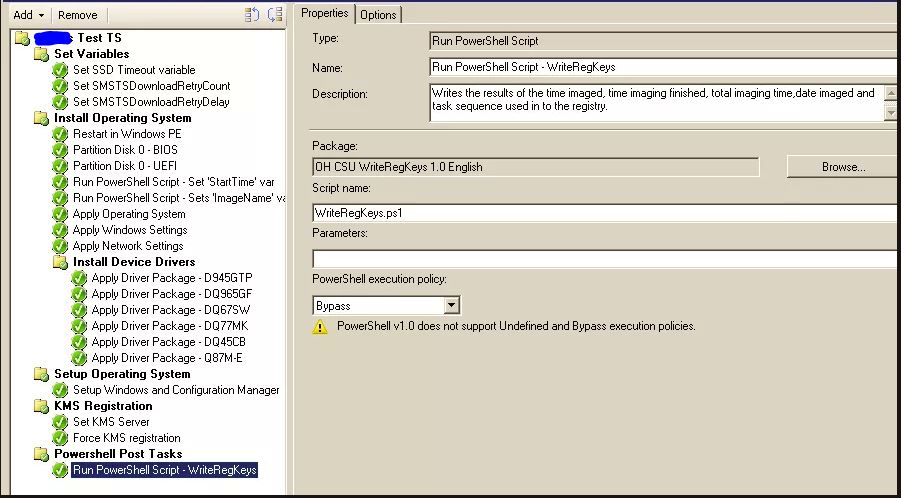 Add
Remove
Test TS
Set Variables
Set SSD Timeout variable
Set SMSTSDownloadRetryCount
Set SMSTSDownloadRetryDelay
Install Operating System
Restart in Windows PE
Partition Disk 0 - BIOS
Partition Disk 0 - UEFI
Run PowerShell Script - Set 'StartTime' var
Run PowerShell Script - Sets 'ImageName' va
Apply Operating System
Apply Windows Settings
Apply Network Settings
Install Device Drivers
Apply Driver Package - D945GTP
Apply Driver Package - DQ965GF
Apply Driver Package - DQ67SW
Apply Driver Package - DQ77MK
Apply Driver Package - DQ45CB
Apply Driver Package - Q87M-E
Setup Operating System
Setup Windows and Configuration Manager
KMS Registration
Set KMS Server
Force KMS registration
Powershell Post Tasks
Run PowerShell Script - WriteRegKeys
Properties
Options
Type:
Run PowerShell Script
Name:
Run PowerShell Script - WriteRegKeys
Description:
Writes the results of the time imaged, time imaging finished, total imaging time,date imaged and
task sequence used in to the registry.
Package:
OH CSU WriteRegKeys 1.0 English
Browse...
Script name:
WriteRegKeys.ps1
Parameters:
PowerShell execution policy:
Bypass
PowerShell v1.0 does not support Undefined and Bypass execution policies.